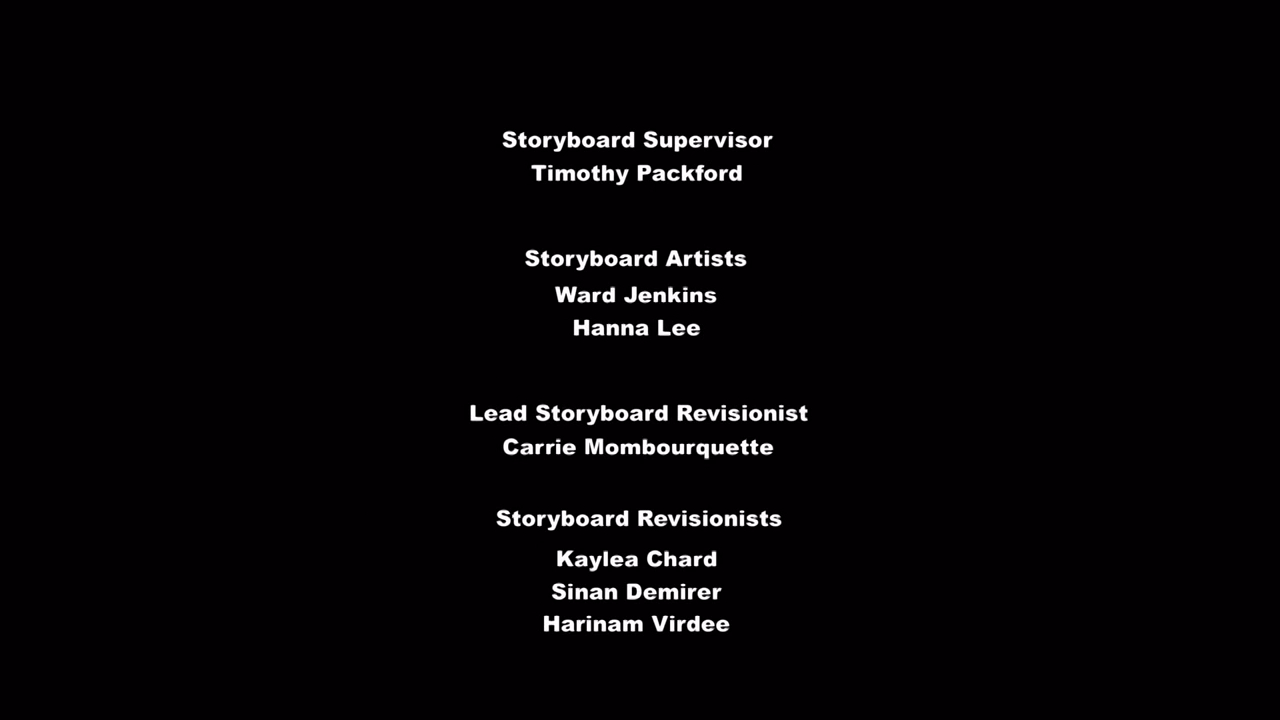 Storyboard Supervisor
Timothy Packford
Storyboard Artists
Ward Jenkins
Hanna Lee
Lead Storyboard Revisionist
Carrie Mombourquette
Storyboard Revisionists
Kaylea Chard
Sinan Demirer
Harinam Virdee